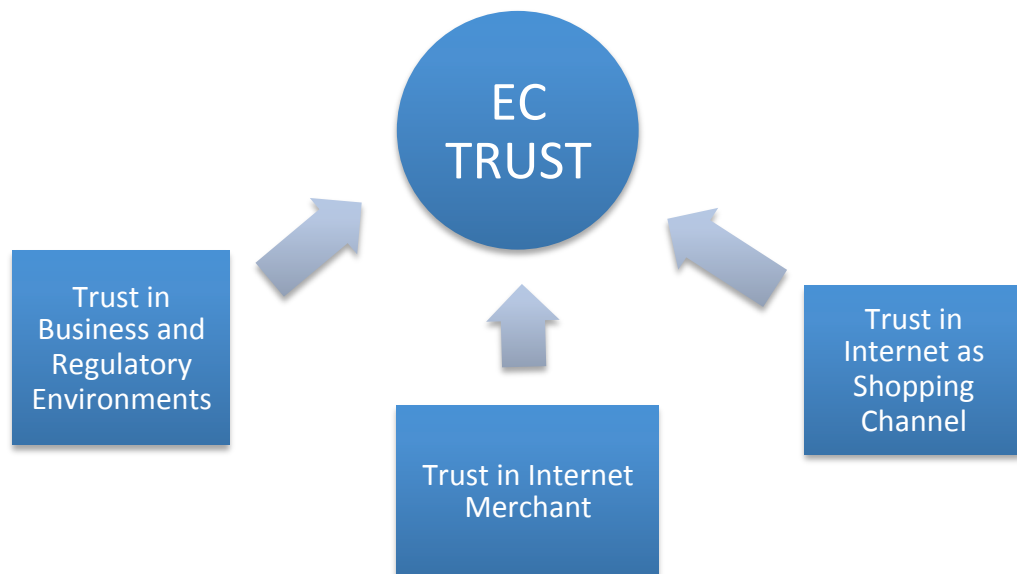 EC
TRUST
Trust in
Business and
Regulatory
Environments
Trust in Internet
Merchant
Trust in
Internet as
Shopping
Channel